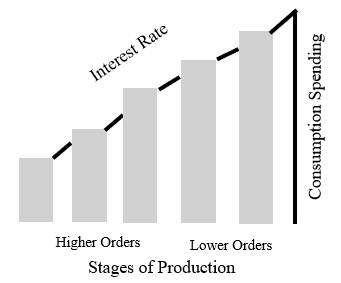 Interest Rate
Consumption Spending
Higher Orders
Lower Orders
Stages of Production